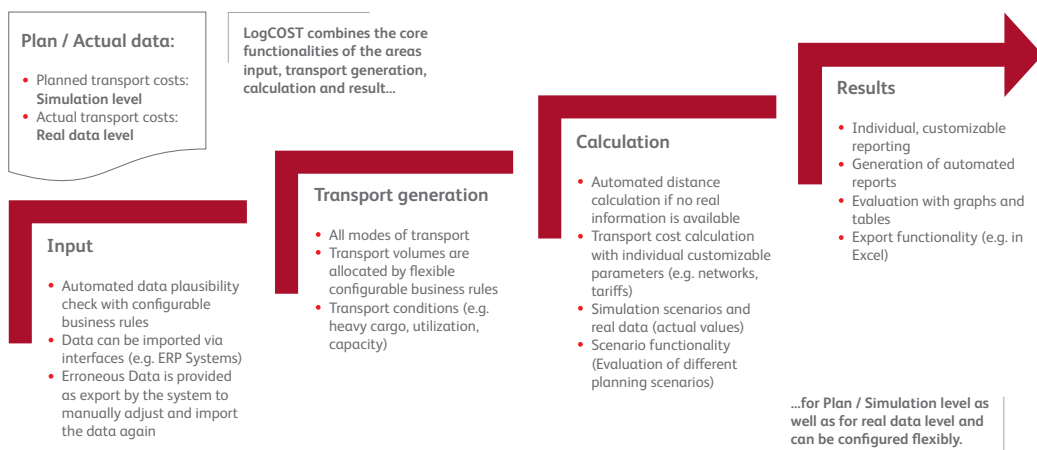 Plan / Actual data:
• Planned transport costs:
Simulation level
• Actual transport costs:
Real data level
LogCOST combines the core
functionalities of the areas
input, transport generation,
calculation and result...
Input
• Automated data plausibility
check with configurable
business rules
• Data can be imported via
interfaces (e.g. ERP Systems)
• Erroneous Data is provided
as export by the system to
manually adjust and import
the data again
Transport generation
• All modes of transport
• Transport volumes are
allocated by flexible
configurable business rules
• Transport conditions (e.g.
heavy cargo, utilization,
capacity)
Calculation
• Automated distance
calculation if no real
information is available
• Transport cost calculation
with individual customizable
parameters (e.g. networks,
tariffs)
• Simulation scenarios and
real data (actual values)
• Scenario functionality
(Evaluation of different
planning scenarios)
Results
• Individual, customizable
reporting
• Generation of automated
reports
• Evaluation with graphs and
tables
• Export functionality (e.g. in
Excel)
...for Plan / Simulation level as
well as for real data level and
can be configured flexibly.